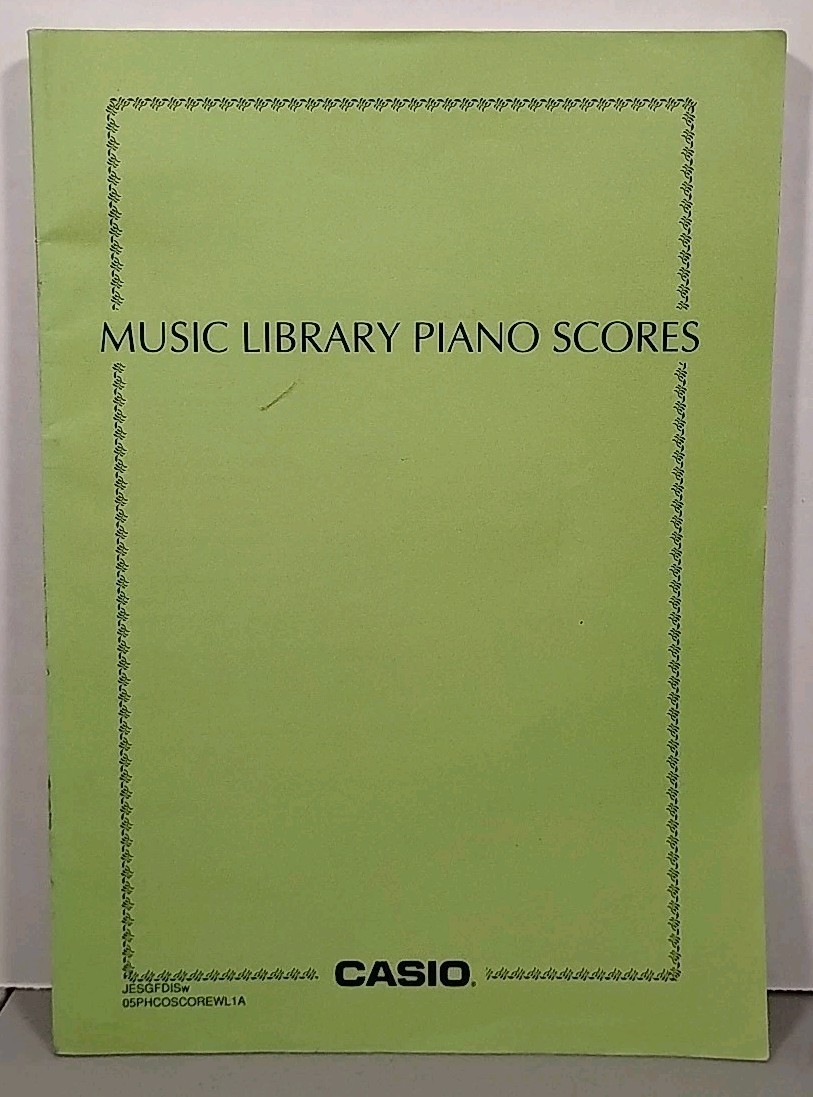 MUSIC LIBRARY PIANO SCORES
CASIO®
JESGFDISw
05PHCOSCOREWL1A